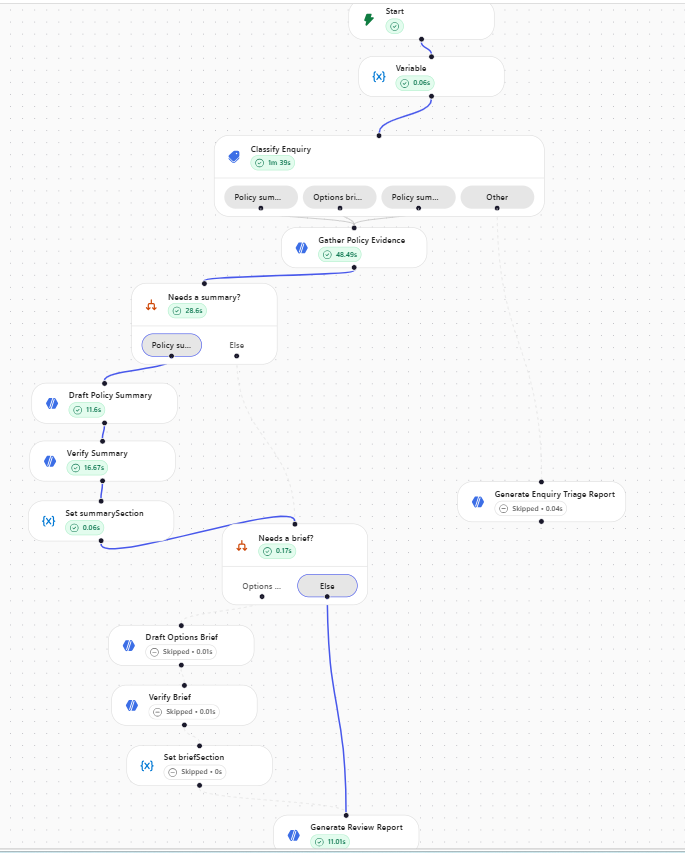 Start
Variable
{x}
0.06s
Classify Enquiry
1m 39s
Policy sum...
Options bri...
Policy sum...
Other
Gather Policy Evidence
48.49s
Needs a summary?
28.6s
Policy su...
Else
Draft Policy Summary
11.6s
Verify Summary
16.67s
Set summarySection
{x}
0.06s
Generate Enquiry Triage Report
Skipped • 0.04s
Needs a brief?
0.17s
Options ...
Else
Draft Options Brief
Skipped • 0.01s
Verify Brief
Skipped • 0.01s
Set briefSection
{x}
Skipped • 0s
Generate Review Report
11.01s